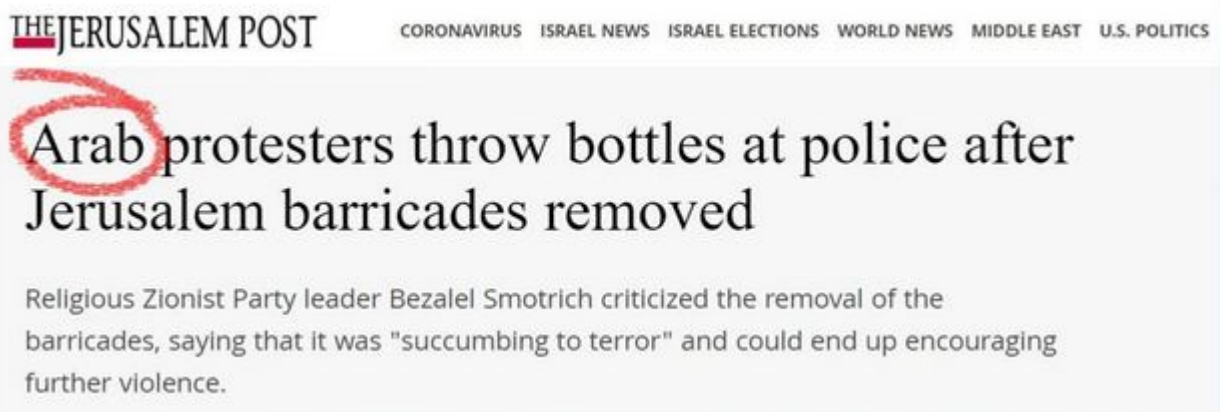 THE JERUSALEM POST
CORONAVIRUS ISRAEL NEWS ISRAEL ELECTIONS WORLD NEWS MIDDLE EAST U.S. POLITICS
Arab protesters throw bottles at police after
Jerusalem barricades removed
Religious Zionist Party leader Bezalel Smotrich criticized the removal of the
barricades, saying that it was "succumbing to terror" and could end up encouraging
further violence.